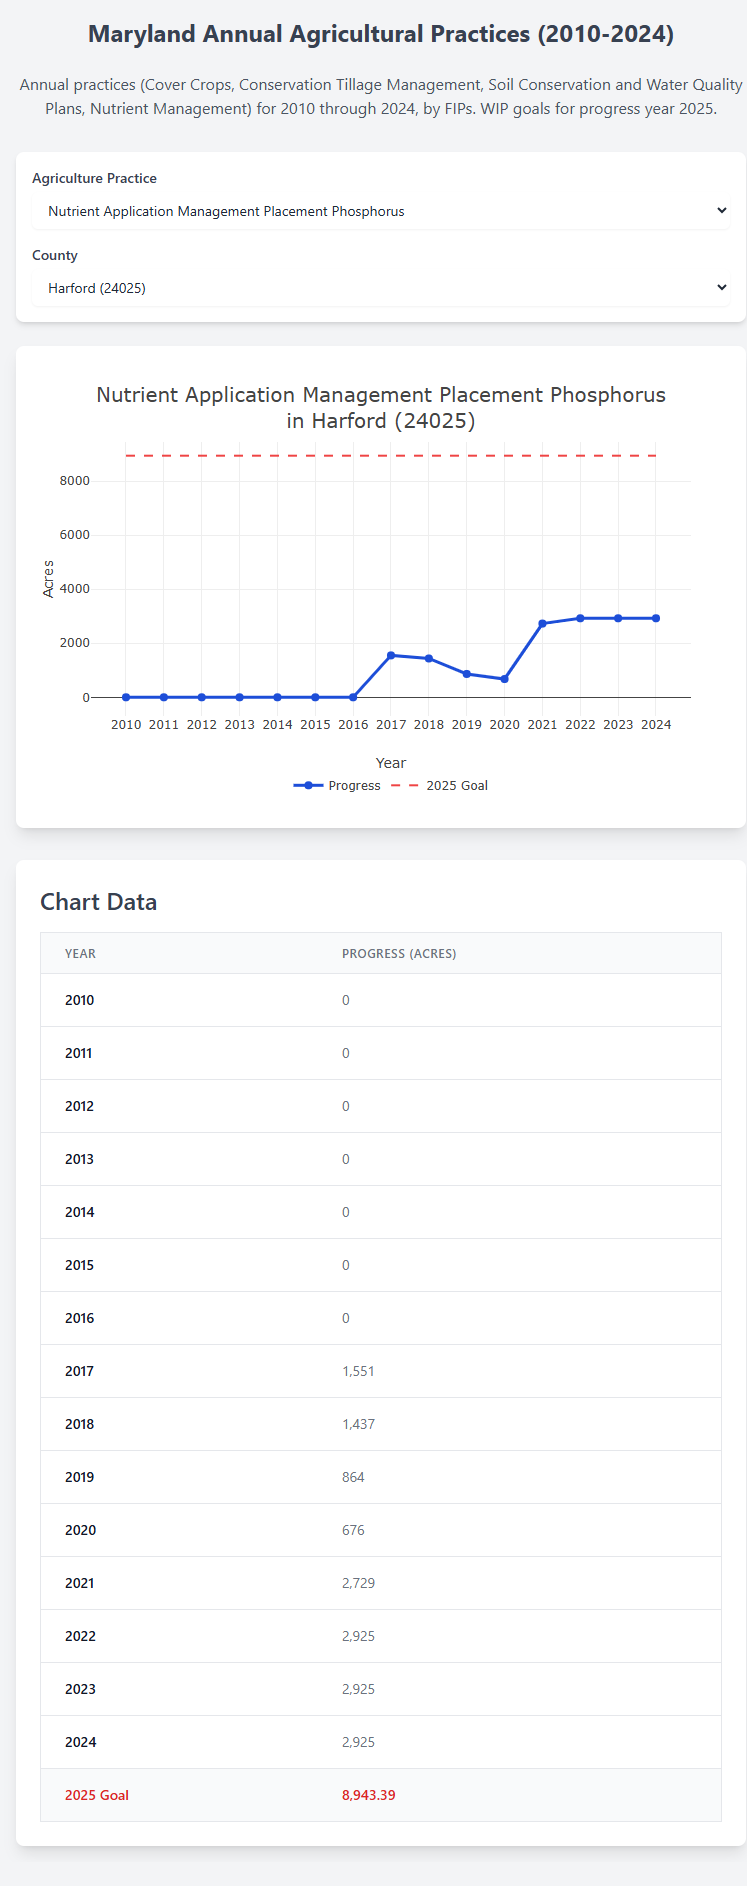 Maryland Annual Agricultural Practices (2010-2024)
Annual practices (Cover Crops, Conservation Tillage Management, Soil Conservation and Water Quality
Plans, Nutrient Management) for 2010 through 2024, by FIPs. WIP goals for progress year 2025.
Agriculture Practice
Nutrient Application Management Placement Phosphorus
County
Harford (24025)
Nutrient Application Management Placement Phosphorus
in Harford (24025)
8000
6000
4000
2000
0
Acres
2010 2011 2012 2013 2014 2015 2016 2017 2018 2019 2020 2021 2022 2023 2024
Year
Progress 2025 Goal
Chart Data
YEAR PROGRESS (ACRES)
2010 0
2011 0
2012 0
2013 0
2014 0
2015 0
2016 0
2017 1,551
2018 1,437
2019 864
2020 676
2021 2,729
2022 2,925
2023 2,925
2024 2,925
2025 Goal 8,943.39